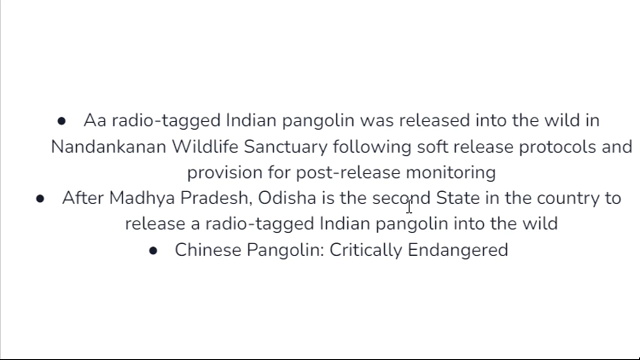 ● Aa radio-tagged Indian pangolin was released into the wild in
Nandankanan Wildlife Sanctuary following soft release protocols and
provision for post-release monitoring
● After Madhya Pradesh, Odisha is the second State in the country to
release a radio-tagged Indian pangolin into the wild
● Chinese Pangolin: Critically Endangered